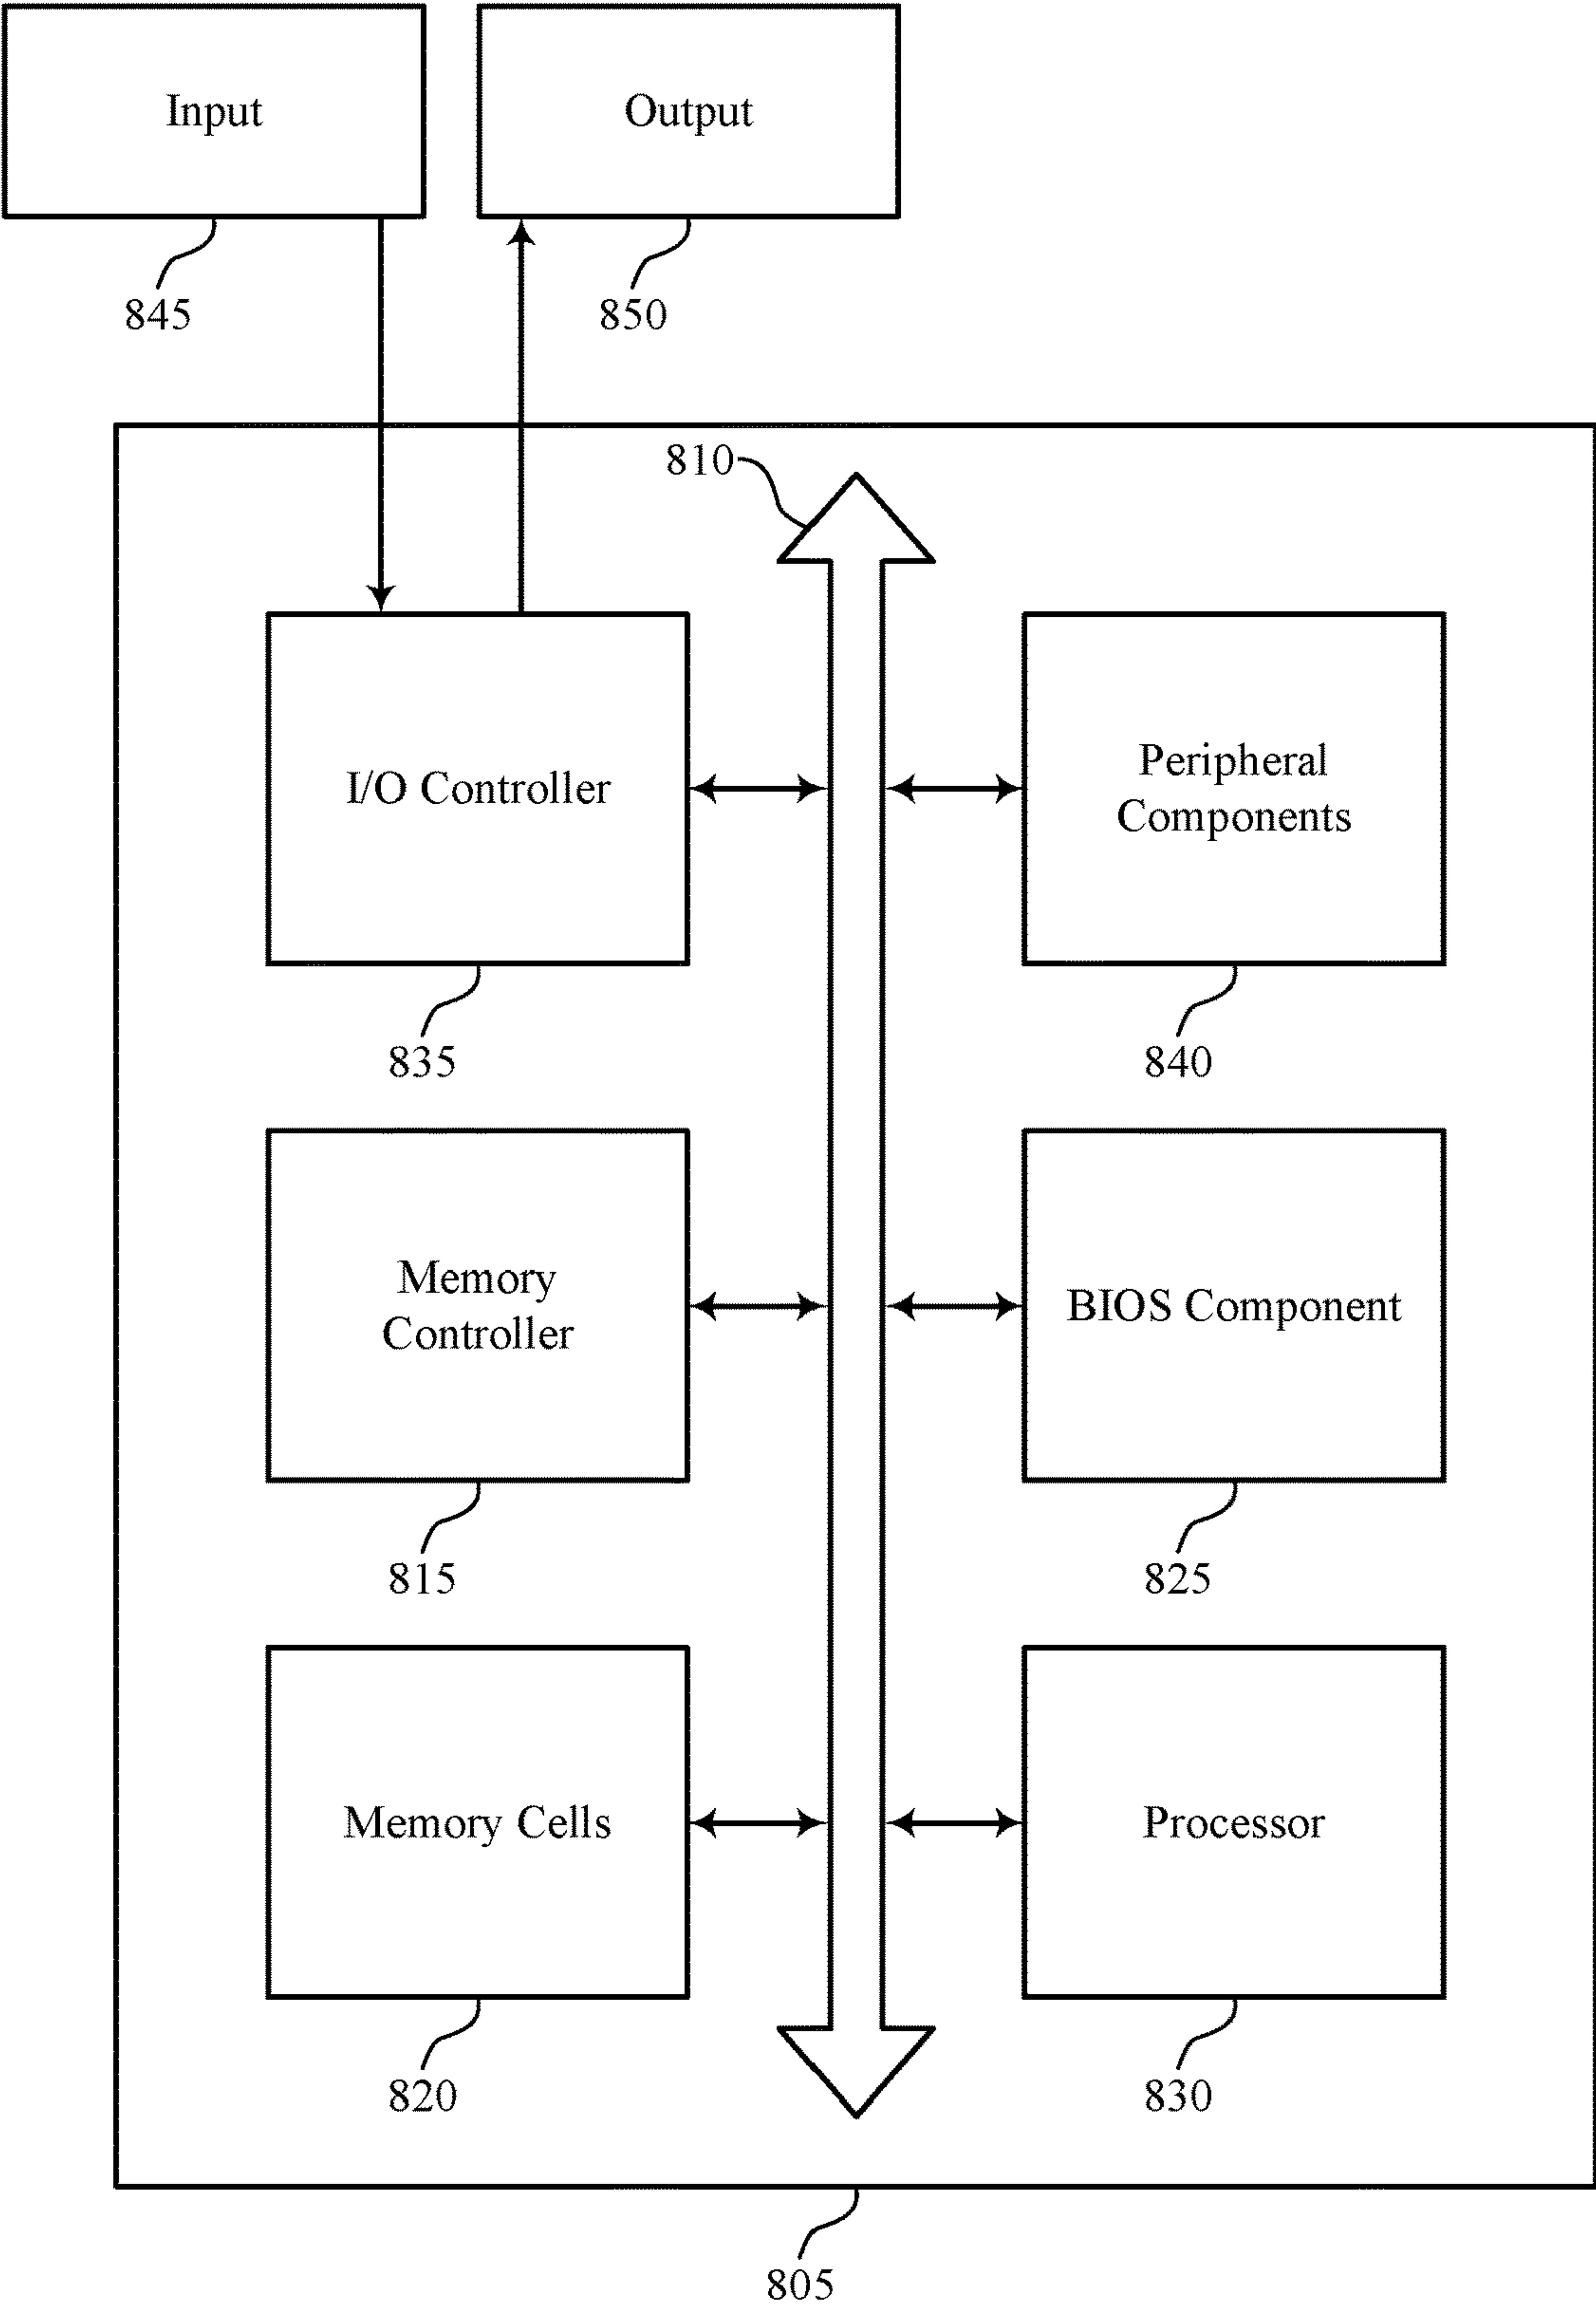 Input
Output
845
850
810
I/O Controller
Peripheral
Components
835
840
Memory
Controller
BIOS Component
815
825
Memory Cells
Processor
820
830
805